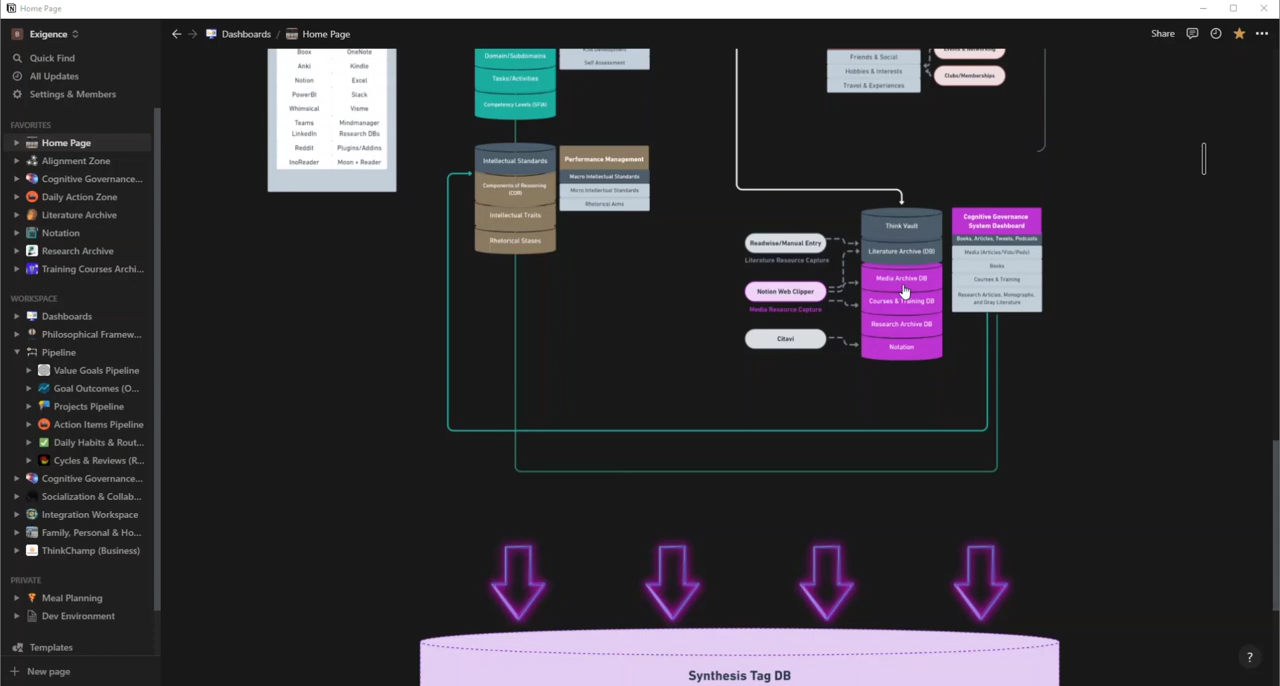 Home Page
Exigence
Dashboards / Home Page
Share
Quick Find
All Updates
Settings & Members
FAVORITES
Home Page
Alignment Zone
Cognitive Governance...
Daily Action Zone
Literature Archive
Notation
Research Archive
Training Courses Archi...
WORKSPACE
Dashboards
Philosophical Framew...
Pipeline
Value Goals Pipeline
Goal Outcomes (O...
Projects Pipeline
Action Items Pipeline
Daily Habits & Rout...
Cycles & Reviews (R...
Cognitive Governance...
Socialization & Collab...
Integration Workspace
Family, Personal & Ho...
ThinkChamp (Business)
PRIVATE
Meal Planning
Dev Environment
Templates
New page
Boox OneNote
Anki Kindle
Notion Excel
PowerBI Slack
Whimsical Visme
Teams Mindmanager
LinkedIn Research DBs
Reddit Plugins/Addins
InoReader Moon + Reader
Domain/Subdomains
Tasks/Activities
Competency Levels (SFIA)
Self Assessment
Intellectual Standards
Components of Reasoning
(COR)
Intellectual Traits
Rhetorical Stases
Performance Management
Macro Intellectual Standards
Micro Intellectual Standards
Rhetorical Aims
Friends & Social
Hobbies & Interests
Travel & Experiences
Clubs/Memberships
Readwise/Manual Entry
Literature Resource Capture
Notion Web Clipper
Media Resource Capture
Citavi
Think Vault
Literature Archive (DB)
Media Archive DB
Courses & Training DB
Research Archive DB
Notation
Cognitive Governance
System Dashboard
Books, Articles, Tweets, Podcasts
Media (Articles/Vids/Pods)
Books
Courses & Training
Research Articles, Monographs,
and Gray Literature
Synthesis Tag DB
?